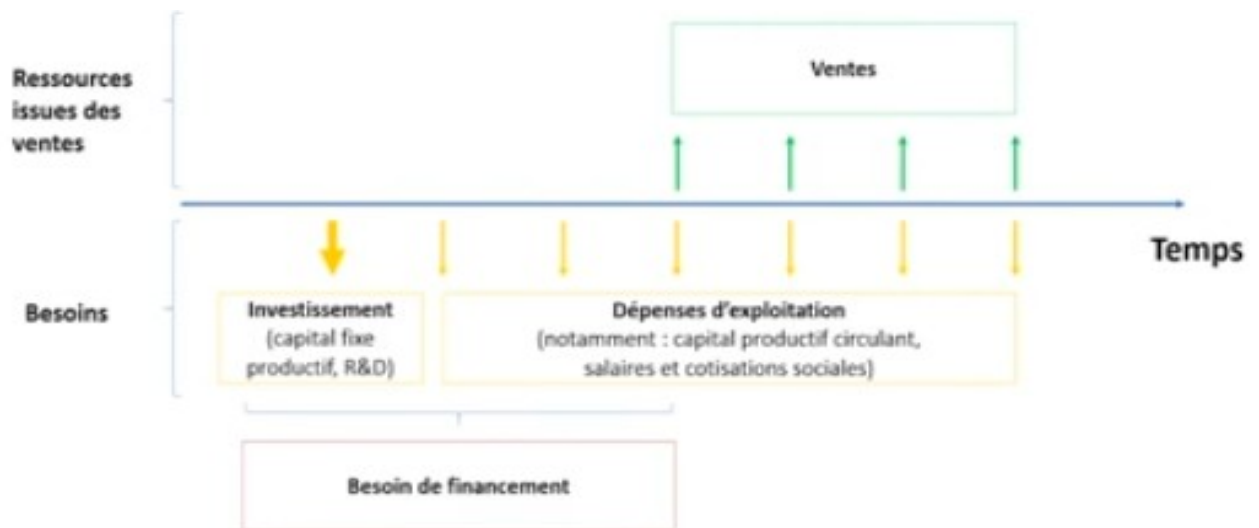 Ressources
issues des
ventes
Ventes
Temps
Besoins
Investissement
(capital fixe
productif, R&D)
Dépenses d'exploitation
(notamment : capital productif circulant,
salaires et cotisations sociales)
Besoin de financement